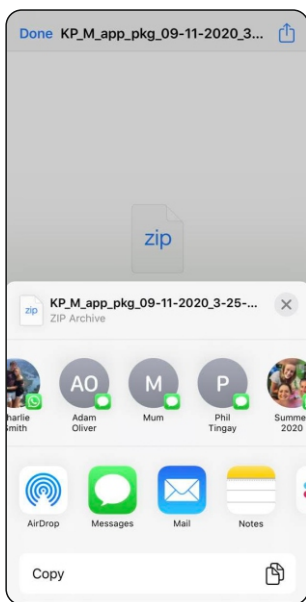 Done KP_M_app_pkg_09-11-2020_3...
zip
zip KP_M_app_pkg_09-11-2020_3-25-...
ZIP Archive
AO M P
harlie Adam Mum Phil Summe
mith Oliver Tingay 2020
AirDrop Messages Mail Notes
Copy